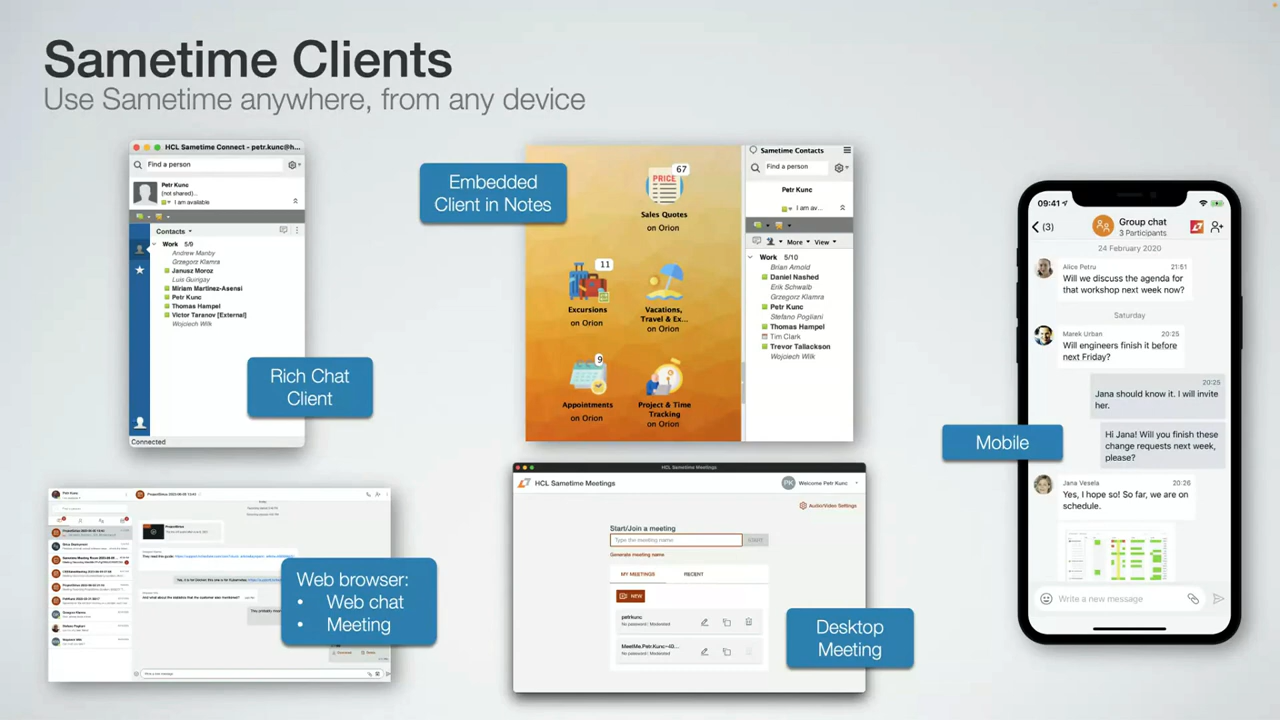 Sametime Clients
Use Sametime anywhere, from any device
HCL Sametime Connect - petr.kunc@h...
Find a person
Petr Kunc
(not shared)...
I am available
Contacts
Work 5/9
Andrew Manby
Grzegorz Klamra
Janusz Moroz
Luis Guirigay
Miriam Martinez-Asensi
Petr Kunc
Thomas Hampel
Victor Taranov [External]
Wojciech Wilk
Connected
Rich Chat
Client
Embedded
Client in Notes
67
PRICE
Sales Quotes
on Orion
11
Excursions
on Orion
Vacations,
Travel & Ex...
on Orion
9
Appointments
on Orion
Project & Time
Tracking
on Orion
Sametime Contacts
Find a person
Petr Kunc
I am av...
More
View
Work 5/10
Brian Arnold
Daniel Nashed
Erik Schwalb
Grzegorz Klamra
Petr Kunc
Stefano Pogliani
Thomas Hampel
Tim Clark
Trevor Tallackson
Wojciech Wilk
09:41
(3)
Group chat
3 Participants
24 February 2020
Alice Petru 21:51
Will we discuss the agenda for
that workshop next week now?
Saturday
Marek Urban 20:25
Will engineers finish it before
next Friday?
20:25
Jana should know it. I will invite
her.
Hi Jana! Will you finish these
change requests next week,
please?
Jana Vesela 20:26
Yes, I hope so! So far, we are on
schedule.
Write a new message
Mobile
Petr Kunc
Web browser:
• Web chat
• Meeting
HCL Sametime Meetings
HCL Sametime Meetings
PK
Welcome Petr Kunc
Audio/Video Settings
Start/Join a meeting
Type the meeting name
START
Generate meeting name
MY MEETINGS
RECENT
NEW
petrkunc
No password | Moderated
MeetMe.Petr.Kunc-40...
No password | Moderated
Desktop
Meeting